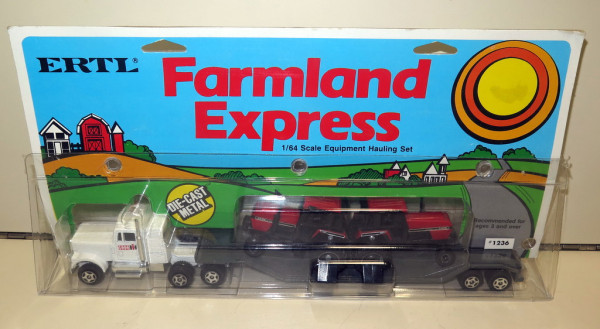 ERTL®
Farmland
Express
1/64 Scale Equipment Hauling Set
DIE-CAST
METAL
Recommended for
ages 3 and over
#1236